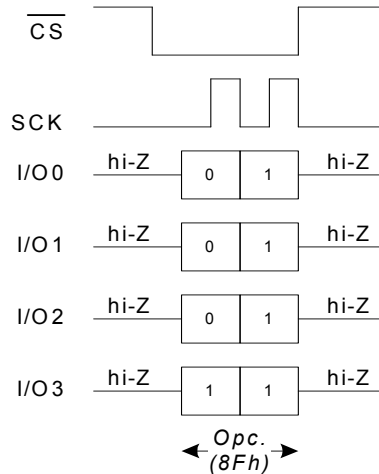 CS
SCK
I/O0 hi-Z 0 1 hi-Z
I/O1 hi-Z 0 1 hi-Z
I/O2 hi-Z 0 1 hi-Z
I/O3 hi-Z 1 1 hi-Z
Opc.
(8Fh)